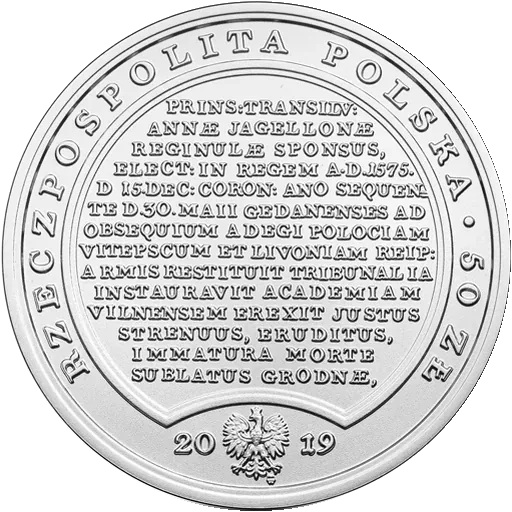 RZECZPOSPOLITA POLSKA · 50 ZŁ
PRINS:TRANSILV:
ANNÆ JAGELLONÆ
REGINULÆ SPONSUS,
ELECT: IN REGEM A·D.1575.
D 15.DEC: CORON: ANO SEQUEN-
TE D.30. MAII GEDANENSES AD
OBSEQUIUM ADEGI POLOCIAM
VITEPSCUM ET LIVONIAM REIP:
ARMIS RESTITUIT TRIBUNALIA
INSTAURAVIT ACADEMIAM
VILNENSEM EREXIT JUSTUS
STRENUUS, ERUDITUS,
IMMATURA MORTE
SUBLATUS GRODNÆ,
20 19